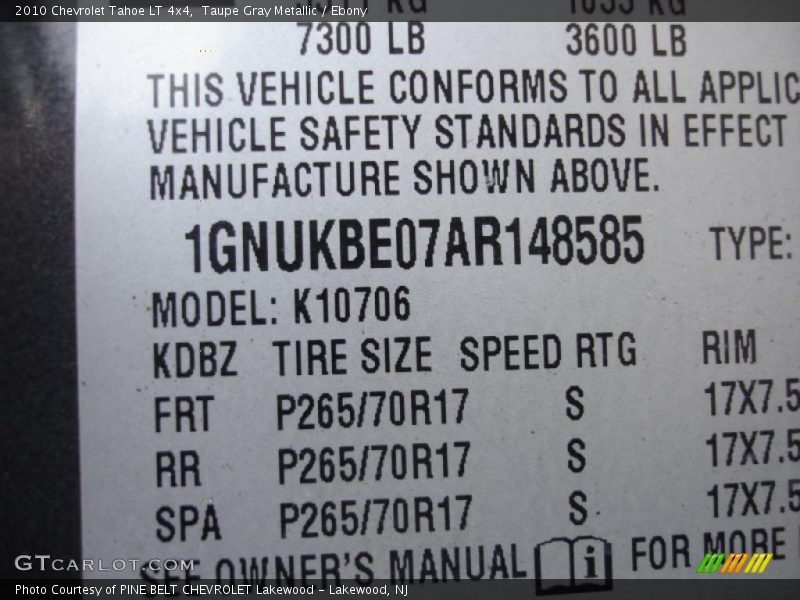 2010 Chevrolet Tahoe LT 4x4, Taupe Gray Metallic / Ebony
KG KG
7300 LB 3600 LB
THIS VEHICLE CONFORMS TO ALL APPLIC
VEHICLE SAFETY STANDARDS IN EFFECT
MANUFACTURE SHOWN ABOVE.
1GNUKBE07AR148585 TYPE:
MODEL: K10706
KDBZ TIRE SIZE SPEED RTG RIM
FRT P265/70R17 S 17X7.5
RR P265/70R17 S 17X7.5
SPA P265/70R17 S 17X7.5
SEE OWNER'S MANUAL i FOR MORE
GTCARLOT.COM
Photo Courtesy of PINE BELT CHEVROLET Lakewood - Lakewood, NJ